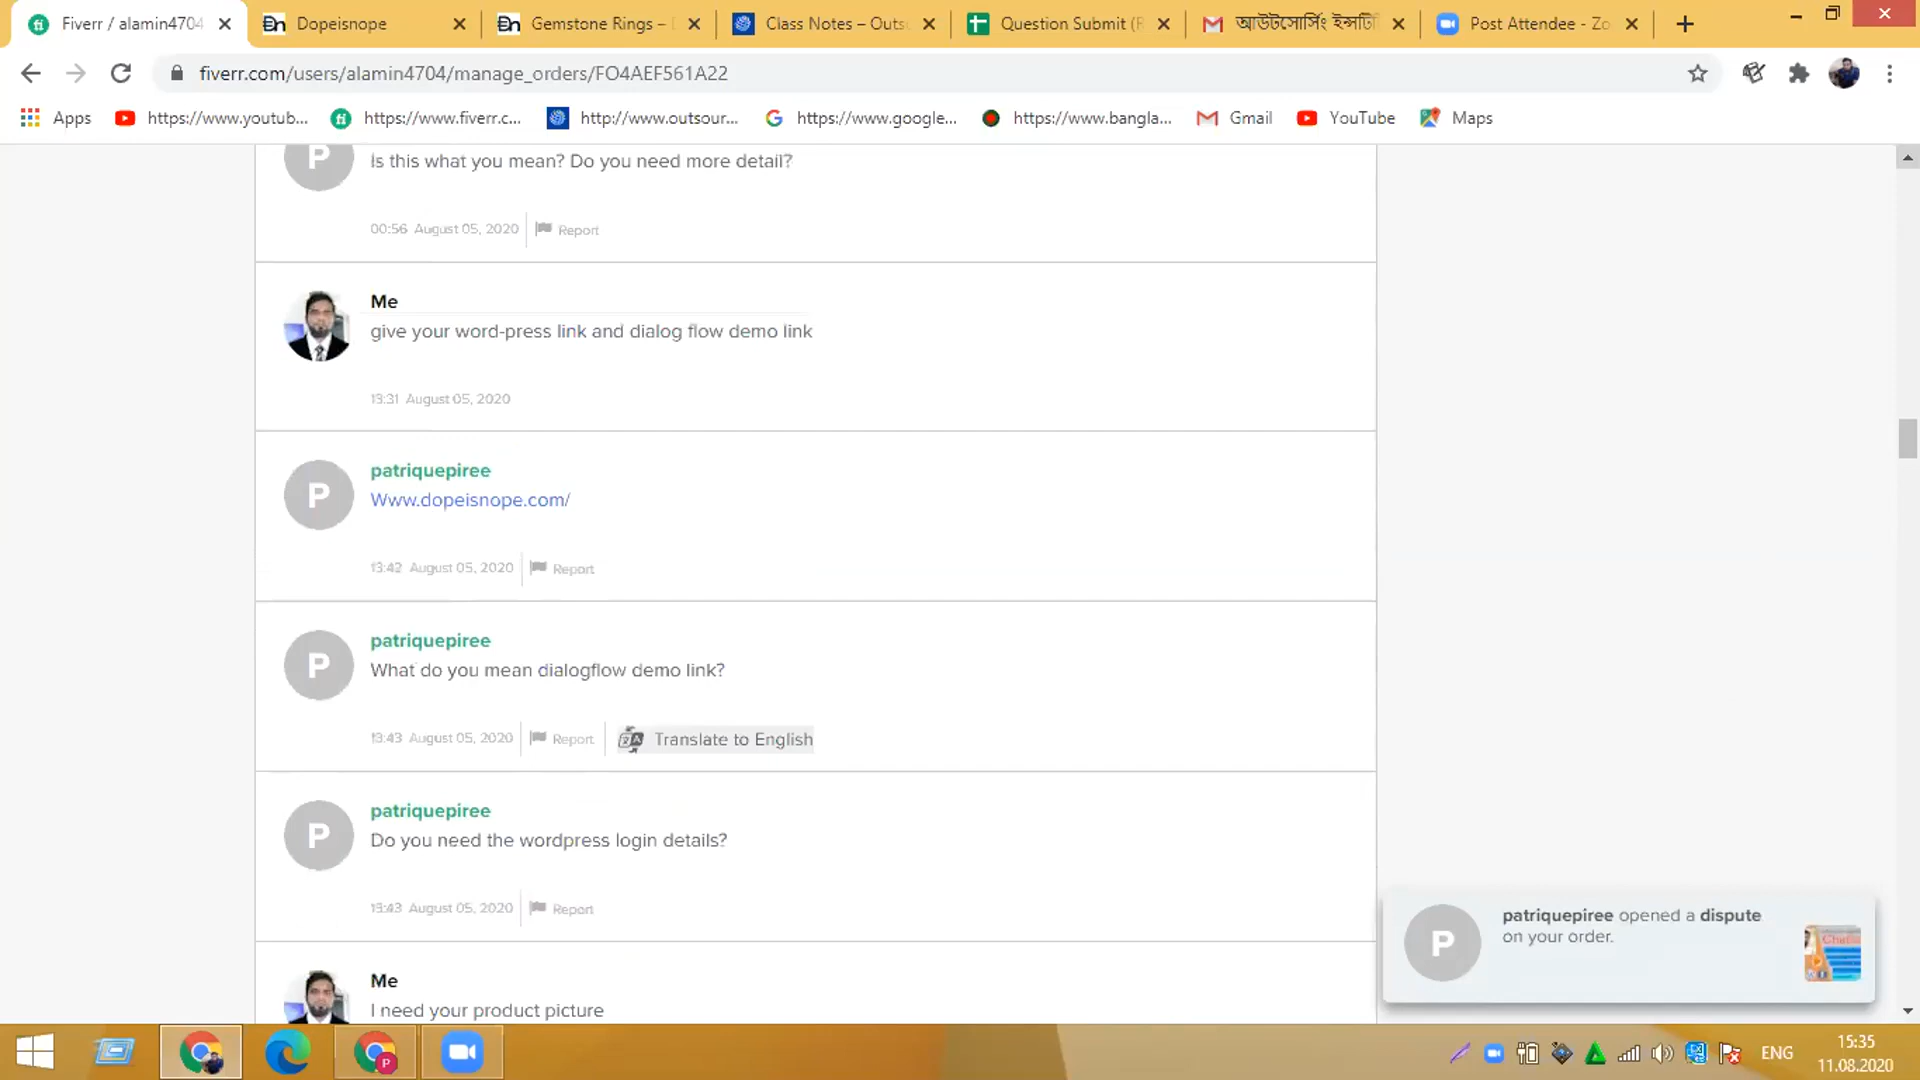 Fiverr / alamin4704
Dopeisnope
Gemstone Rings –
Class Notes – Outs
Question Submit (
আউটসোর্সিং ইন্সটি
Post Attendee - Zo
fiverr.com/users/alamin4704/manage_orders/FO4AEF561A22
Apps
https://www.youtub...
https://www.fiverr.c...
http://www.outsour...
https://www.google...
https://www.bangla...
Gmail
YouTube
Maps
P
Is this what you mean? Do you need more detail?
00:56 August 05, 2020
Report
Me
give your word-press link and dialog flow demo link
13:31 August 05, 2020
P
patriquepiree
Www.dopeisnope.com/
13:42 August 05, 2020
Report
P
patriquepiree
What do you mean dialogflow demo link?
13:43 August 05, 2020
Report
Translate to English
P
patriquepiree
Do you need the wordpress login details?
13:43 August 05, 2020
Report
Me
I need your product picture
P
patriquepiree opened a dispute
on your order.
ENG
15:35
11.08.2020